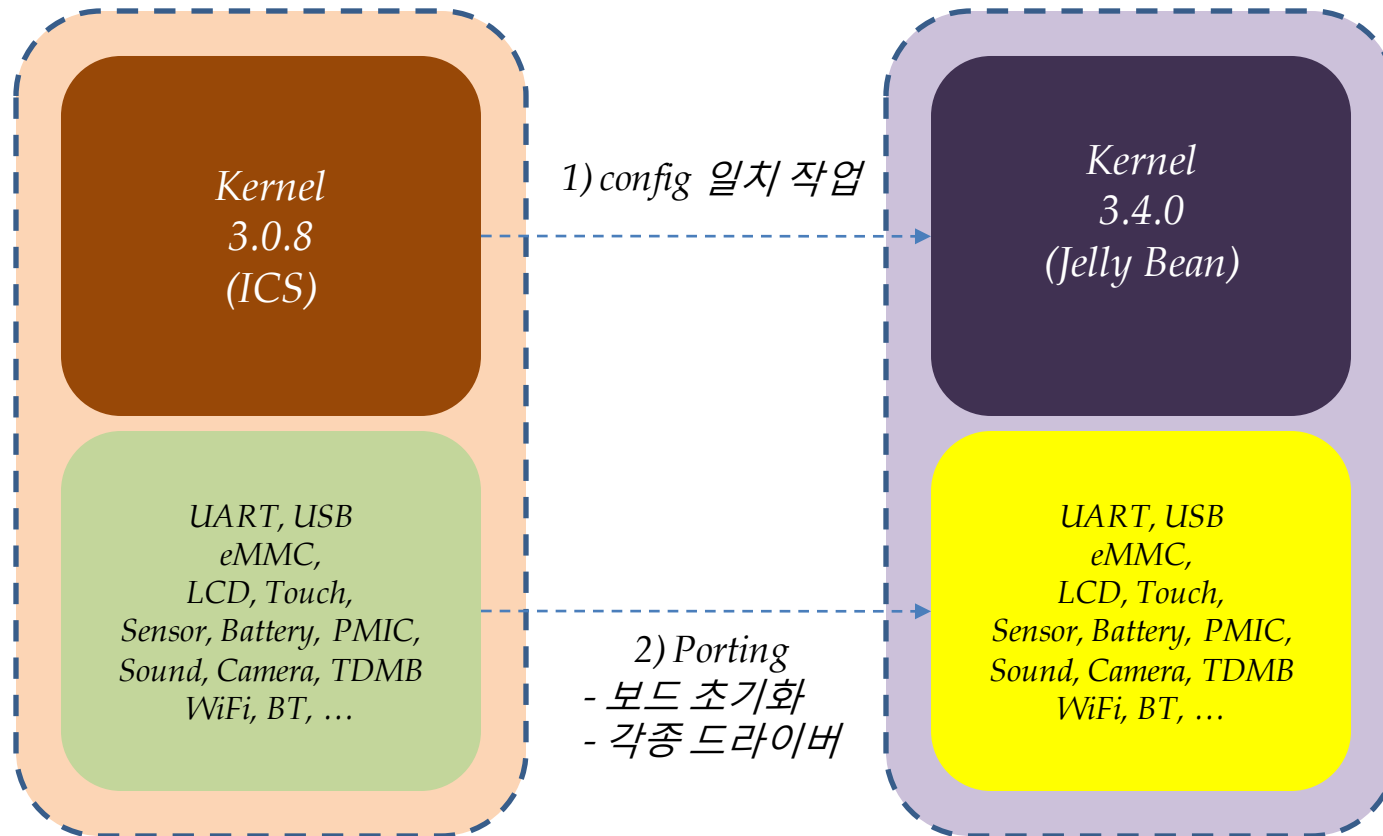 Kernel
3.0.8
(ICS)
1) config 일치 작업
Kernel
3.4.0
(Jelly Bean)
UART, USB
eMMC,
LCD, Touch,
Sensor, Battery, PMIC,
Sound, Camera, TDMB
WiFi, BT, …
2) Porting
- 보드 초기화
- 각종 드라이버
UART, USB
eMMC,
LCD, Touch,
Sensor, Battery, PMIC,
Sound, Camera, TDMB
WiFi, BT, …